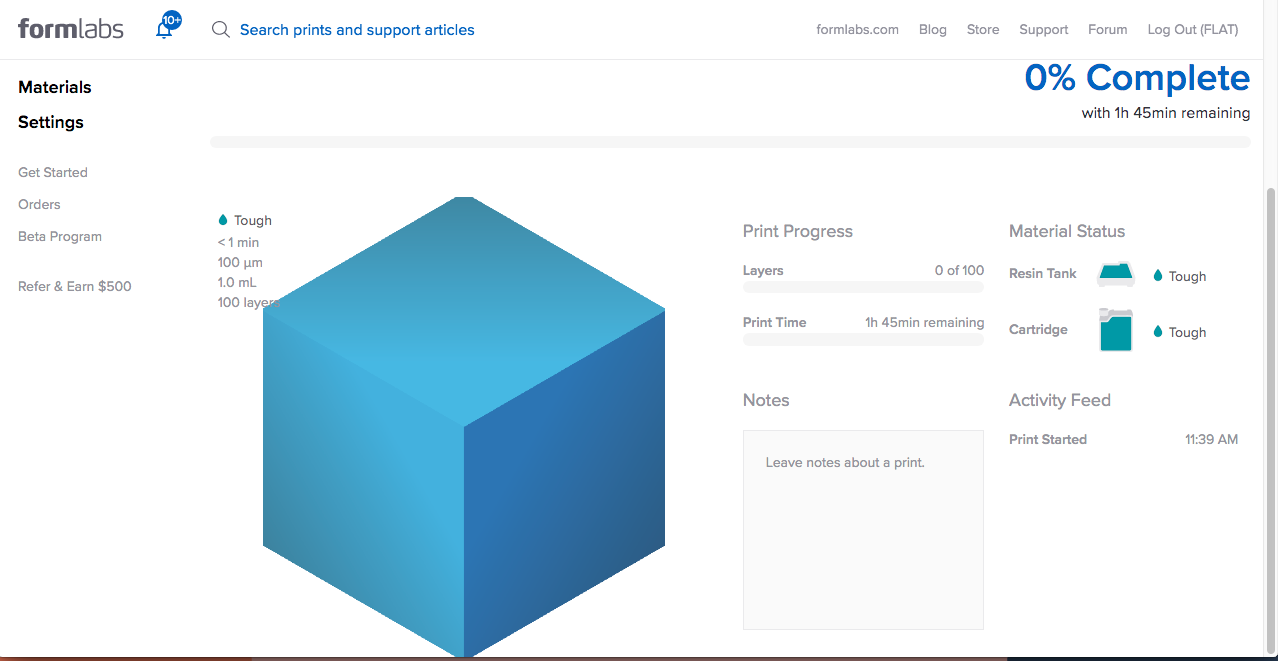 formlabs
10+
Search prints and support articles
formlabs.com
Blog
Store
Support
Forum
Log Out (FLAT)
Materials
Settings
Get Started
Orders
Beta Program
Refer & Earn $500
0% Complete
with 1h 45min remaining
Tough
< 1 min
100 µm
1.0 mL
100 layers
Print Progress
Layers 0 of 100
Print Time 1h 45min remaining
Notes
Leave notes about a print.
Material Status
Resin Tank Tough
Cartridge Tough
Activity Feed
Print Started 11:39 AM